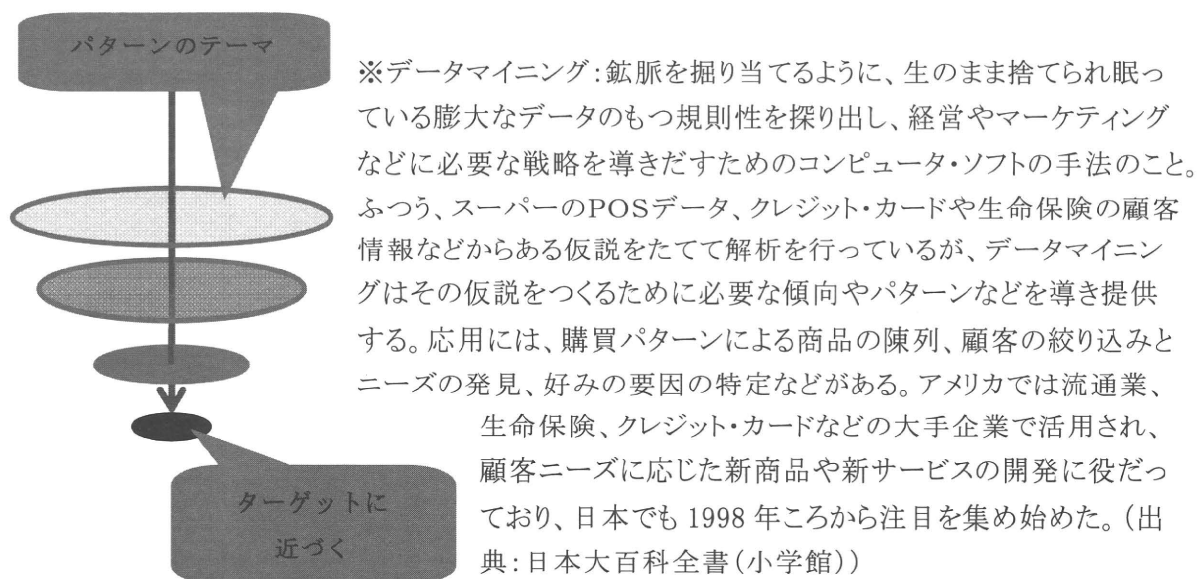 パターンのテーマ
※データマイニング:鉱脈を掘り当てるように、生のまま捨てられ眠っ
ている膨大なデータのもつ規則性を探り出し、経営やマーケティング
などに必要な戦略を導きだすためのコンピュータ・ソフトの手法のこと。
ふつう、スーパーのPOSデータ、クレジット・カードや生命保険の顧客
情報などからある仮説をたてて解析を行っているが、データマイニン
グはその仮説をつくるために必要な傾向やパターンなどを導き提供
する。応用には、購買パターンによる商品の陳列、顧客の絞り込みと
ニーズの発見、好みの要因の特定などがある。アメリカでは流通業、
生命保険、クレジット・カードなどの大手企業で活用され、
顧客ニーズに応じた新商品や新サービスの開発に役だっ
ており、日本でも 1998 年ころから注目を集め始めた。(出
典:日本大百科全書(小学館))
ターゲットに
近づく